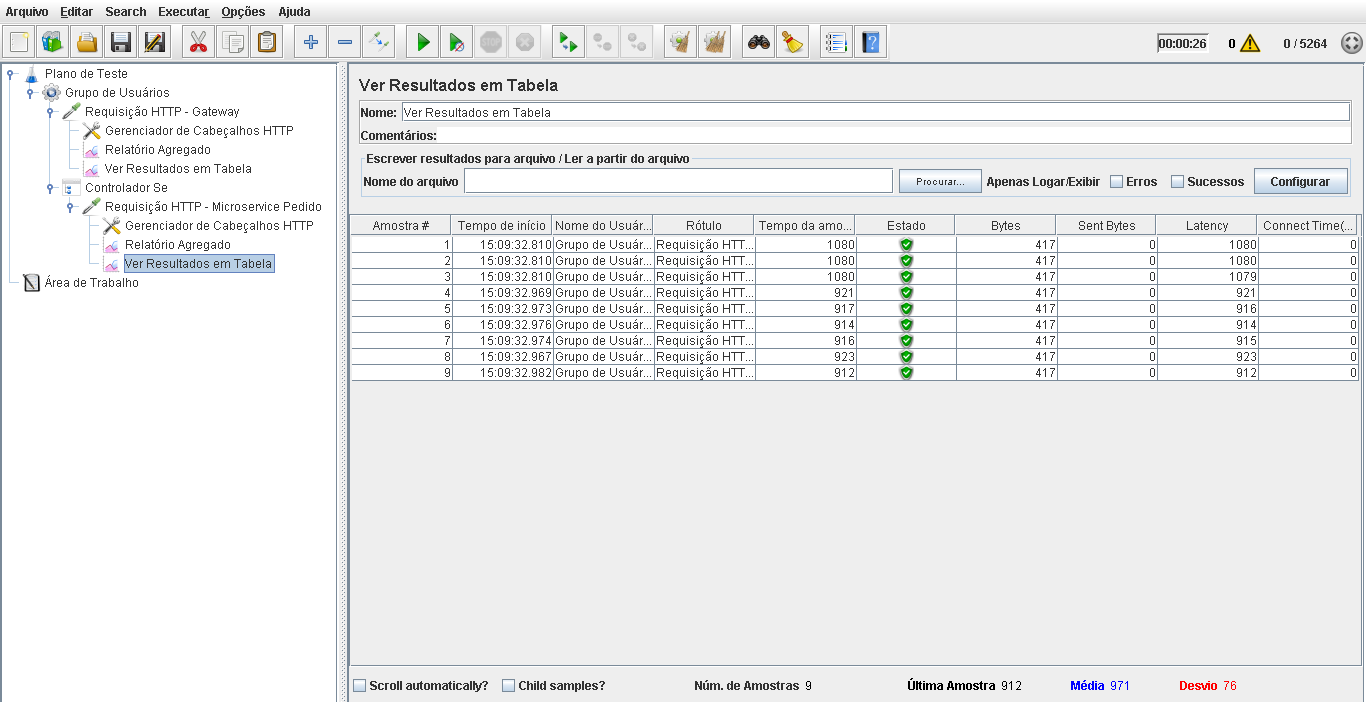 Arquivo Editar Search Executar Opções Ajuda
STOP
00:00:26 0 0 / 5264
Plano de Teste
Grupo de Usuários
Requisição HTTP - Gateway
Gerenciador de Cabeçalhos HTTP
Relatório Agregado
Ver Resultados em Tabela
Controlador Se
Requisição HTTP - Microservice Pedido
Gerenciador de Cabeçalhos HTTP
Relatório Agregado
Ver Resultados em Tabela
Área de Trabalho
Ver Resultados em Tabela
Nome: Ver Resultados em Tabela
Comentários:
Escrever resultados para arquivo / Ler a partir do arquivo
Nome do arquivo Procurar... Apenas Logar/Exibir Erros Sucessos Configurar
Amostra # Tempo de início Nome do Usuár... Rótulo Tempo da amo... Estado Bytes Sent Bytes Latency Connect Time(...
1 15:09:32.810 Grupo de Usuár... Requisição HTT... 1080 417 0 1080 0
2 15:09:32.810 Grupo de Usuár... Requisição HTT... 1080 417 0 1080 0
3 15:09:32.810 Grupo de Usuár... Requisição HTT... 1080 417 0 1079 0
4 15:09:32.969 Grupo de Usuár... Requisição HTT... 921 417 0 921 0
5 15:09:32.973 Grupo de Usuár... Requisição HTT... 917 417 0 916 0
6 15:09:32.976 Grupo de Usuár... Requisição HTT... 914 417 0 914 0
7 15:09:32.974 Grupo de Usuár... Requisição HTT... 916 417 0 915 0
8 15:09:32.967 Grupo de Usuár... Requisição HTT... 923 417 0 923 0
9 15:09:32.982 Grupo de Usuár... Requisição HTT... 912 417 0 912 0
Scroll automatically? Child samples? Núm. de Amostras 9 Última Amostra 912 Média 971 Desvio 76